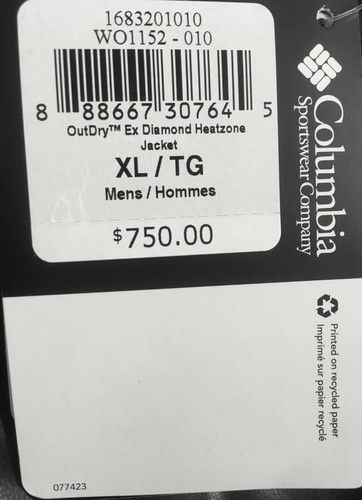 1683201010
WO1152 - 010
8 88667 30764 5
OutDry™ Ex Diamond Heatzone
Jacket
XL / TG
Mens / Hommes
$750.00
Columbia
Sportswear Company
Printed on recycled paper
Imprimé sur papier recyclé
077423